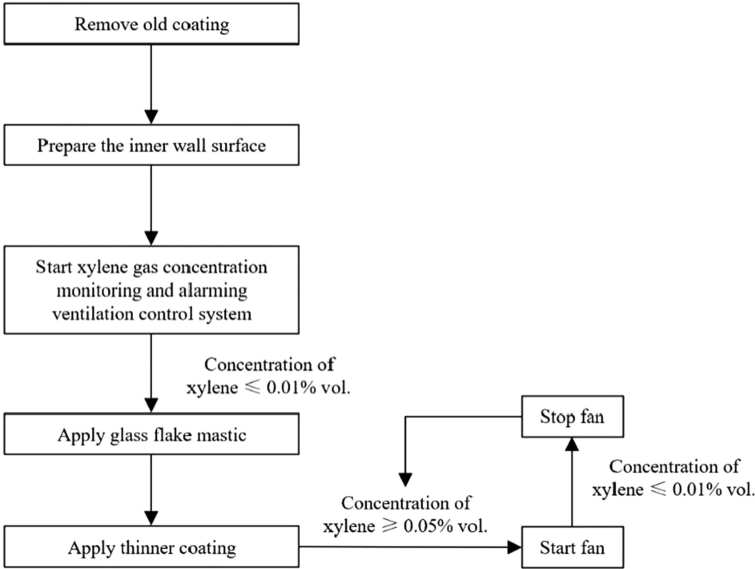 Remove old coating
Prepare the inner wall surface
Start xylene gas concentration
monitoring and alarming
ventilation control system
Concentration of
xylene ⩽ 0.01% vol.
Apply glass flake mastic
Stop fan
Concentration of
xylene ⩽ 0.01% vol.
Concentration of
xylene ⩾ 0.05% vol.
Apply thinner coating
Start fan